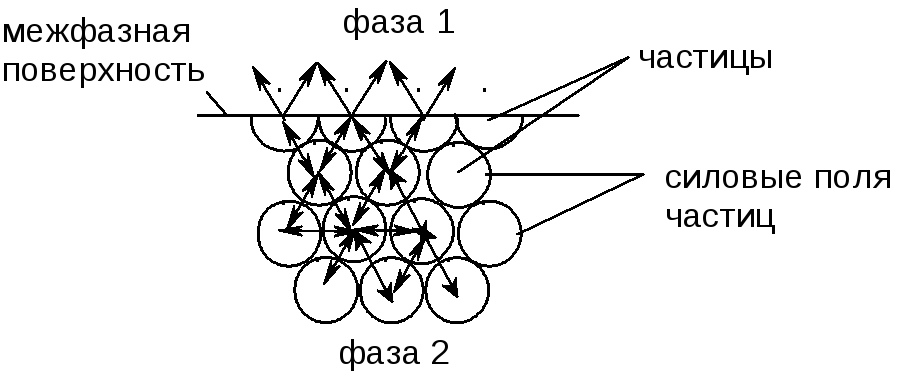 фаза 1
межфазная
поверхность
частицы
силовые поля
частиц
фаза 2